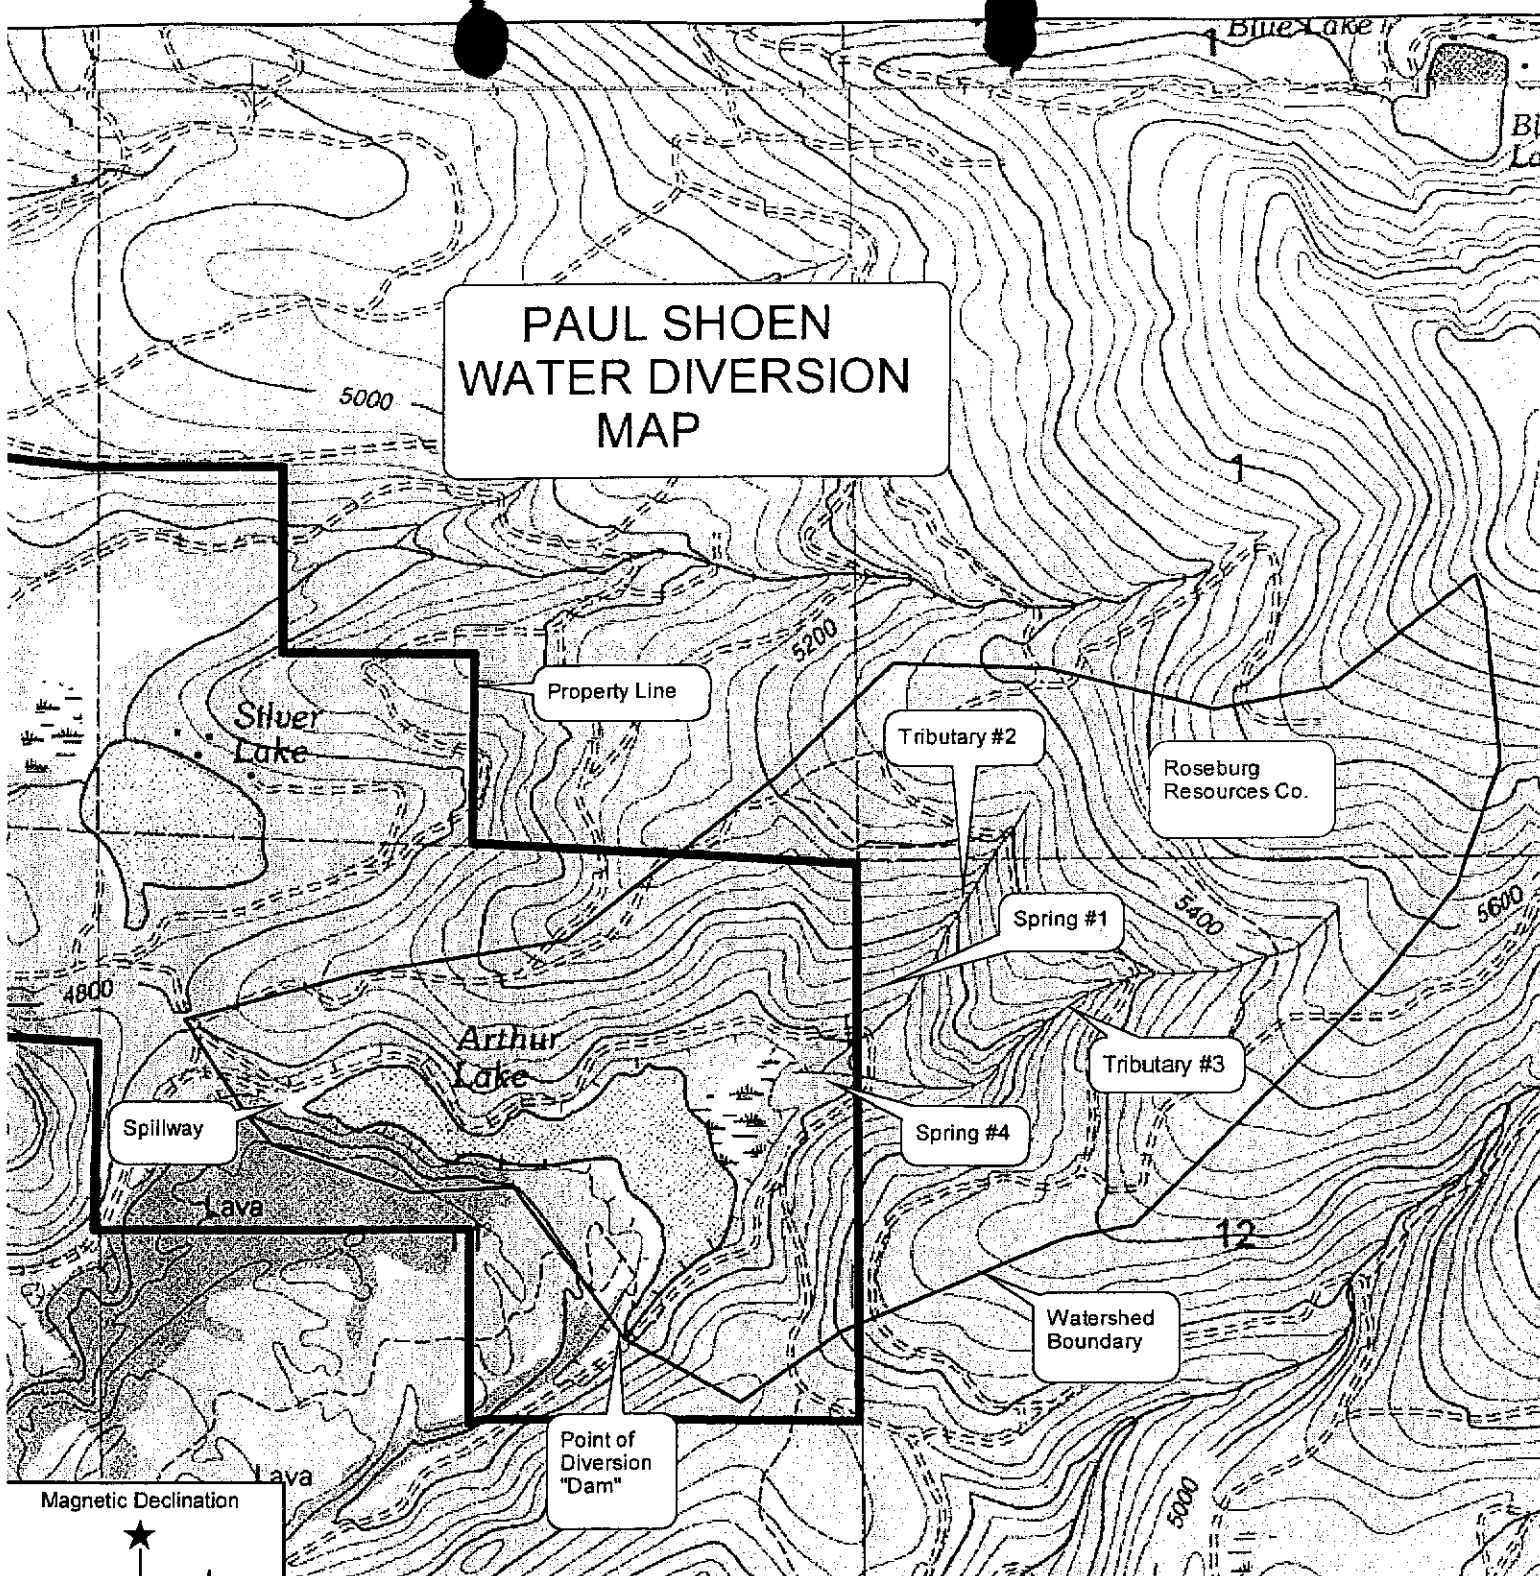 1 Blue Lake
PAUL SHOEN
WATER DIVERSION
MAP
5000
1
5200
Property Line
Silver
Lake
Tributary #2
Roseburg
Resources Co.
Spring #1
5400
5600
4800
Arthur
Lake
Tributary #3
Spillway
Spring #4
Lava
12
Watershed
Boundary
Point of
Diversion
"Dam"
Lava
5000
Magnetic Declination